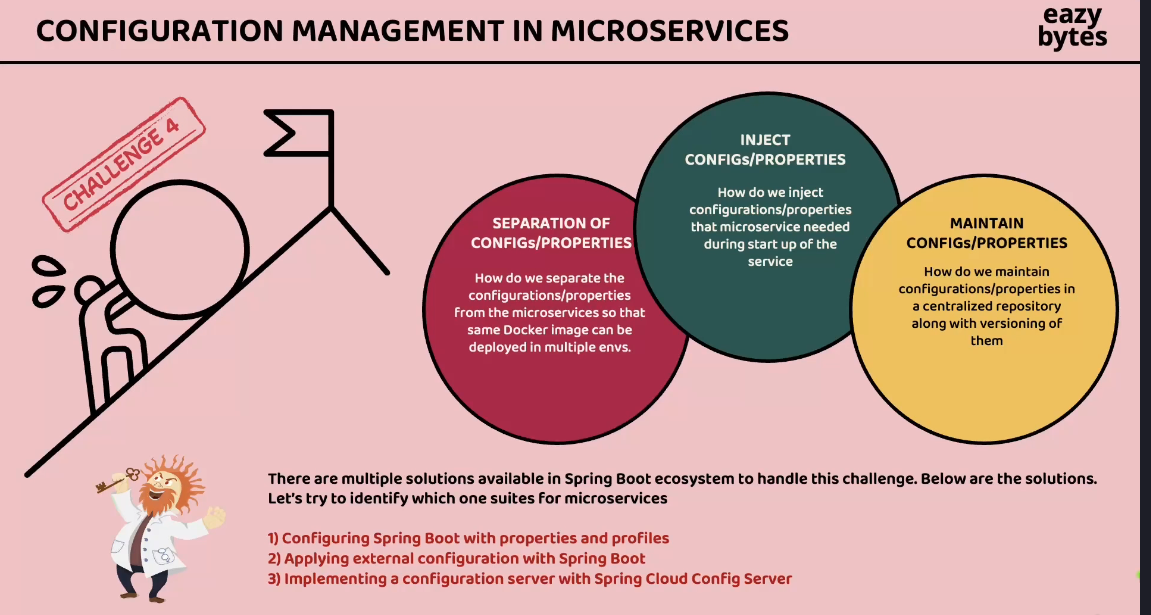 CONFIGURATION MANAGEMENT IN MICROSERVICES
eazy
bytes
CHALLENGE 4
SEPARATION OF
CONFIGs/PROPERTIES
How do we separate the
configurations/properties
from the microservices so that
same Docker image can be
deployed in multiple envs.
INJECT
CONFIGs/PROPERTIES
How do we inject
configurations/properties
that microservice needed
during start up of the
service
MAINTAIN
CONFIGs/PROPERTIES
How do we maintain
configurations/properties in
a centralized repository
along with versioning of
them
There are multiple solutions available in Spring Boot ecosystem to handle this challenge. Below are the solutions.
Let's try to identify which one suites for microservices
1) Configuring Spring Boot with properties and profiles
2) Applying external configuration with Spring Boot
3) Implementing a configuration server with Spring Cloud Config Server